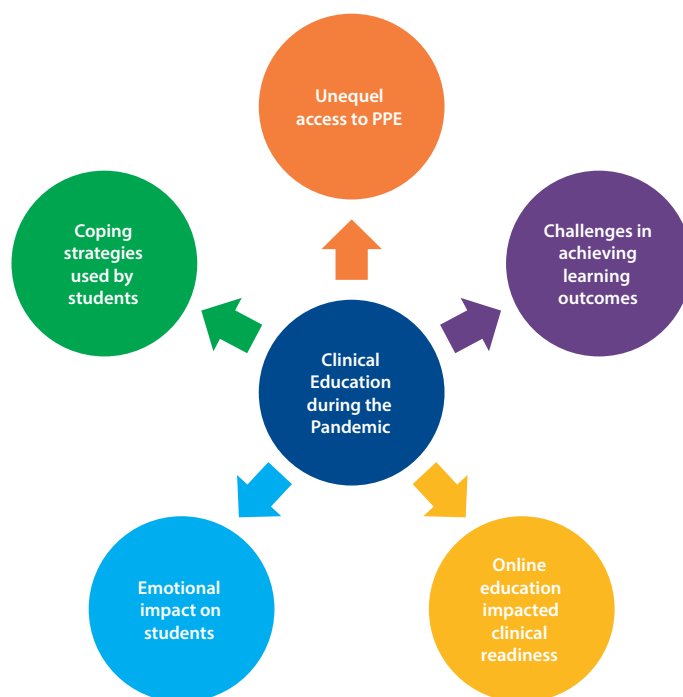 Unequel
access to PPE
Coping
strategies
used by
students
Challenges in
achieving
learning
outcomes
Clinical
Education
during the
Pandemic
Emotional
impact on
students
Online
education
impacted
clinical
readiness